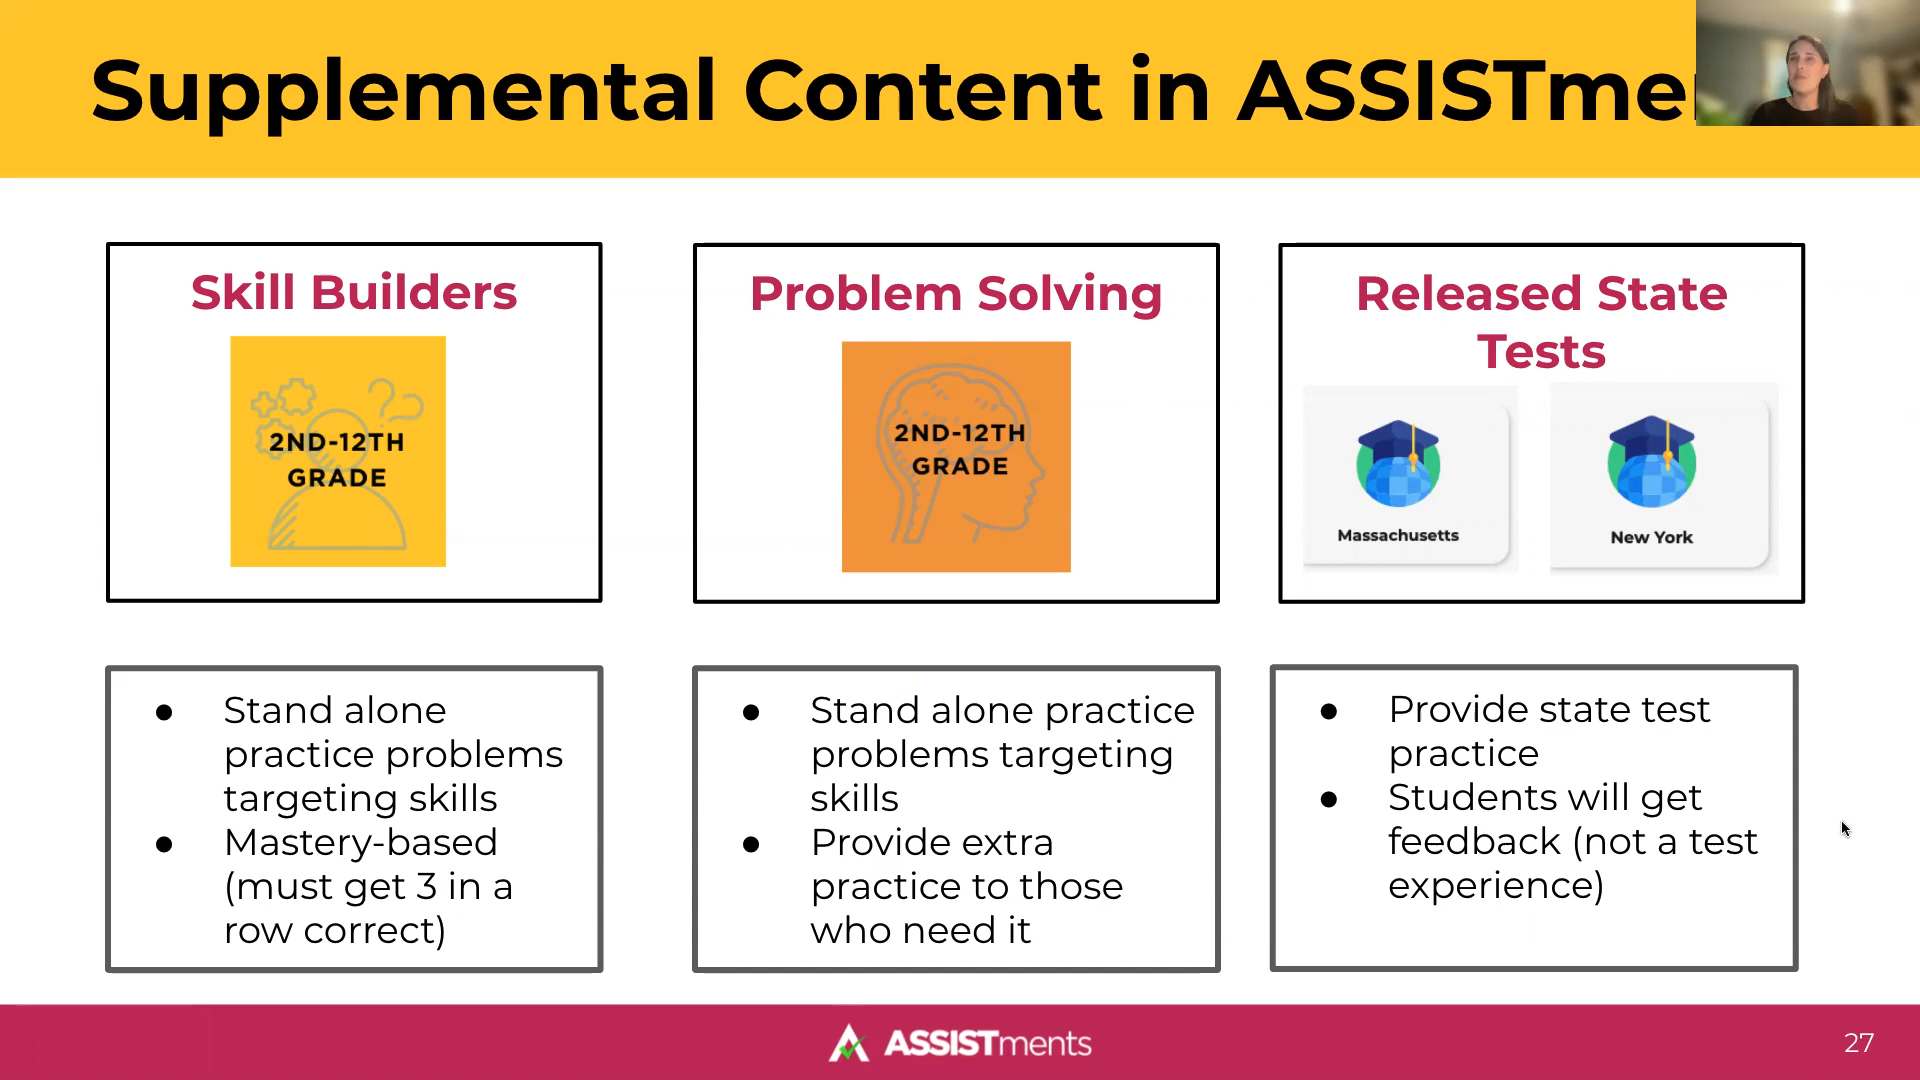 Supplemental Content in ASSISTme
Skill Builders
2ND-12TH
GRADE
Problem Solving
2ND-12TH
GRADE
Released State
Tests
Massachusetts
New York
● Stand alone
practice problems
targeting skills
● Mastery-based
(must get 3 in a
row correct)
● Stand alone practice
problems targeting
skills
● Provide extra
practice to those
who need it
● Provide state test
practice
● Students will get
feedback (not a test
experience)
ASSISTments
27